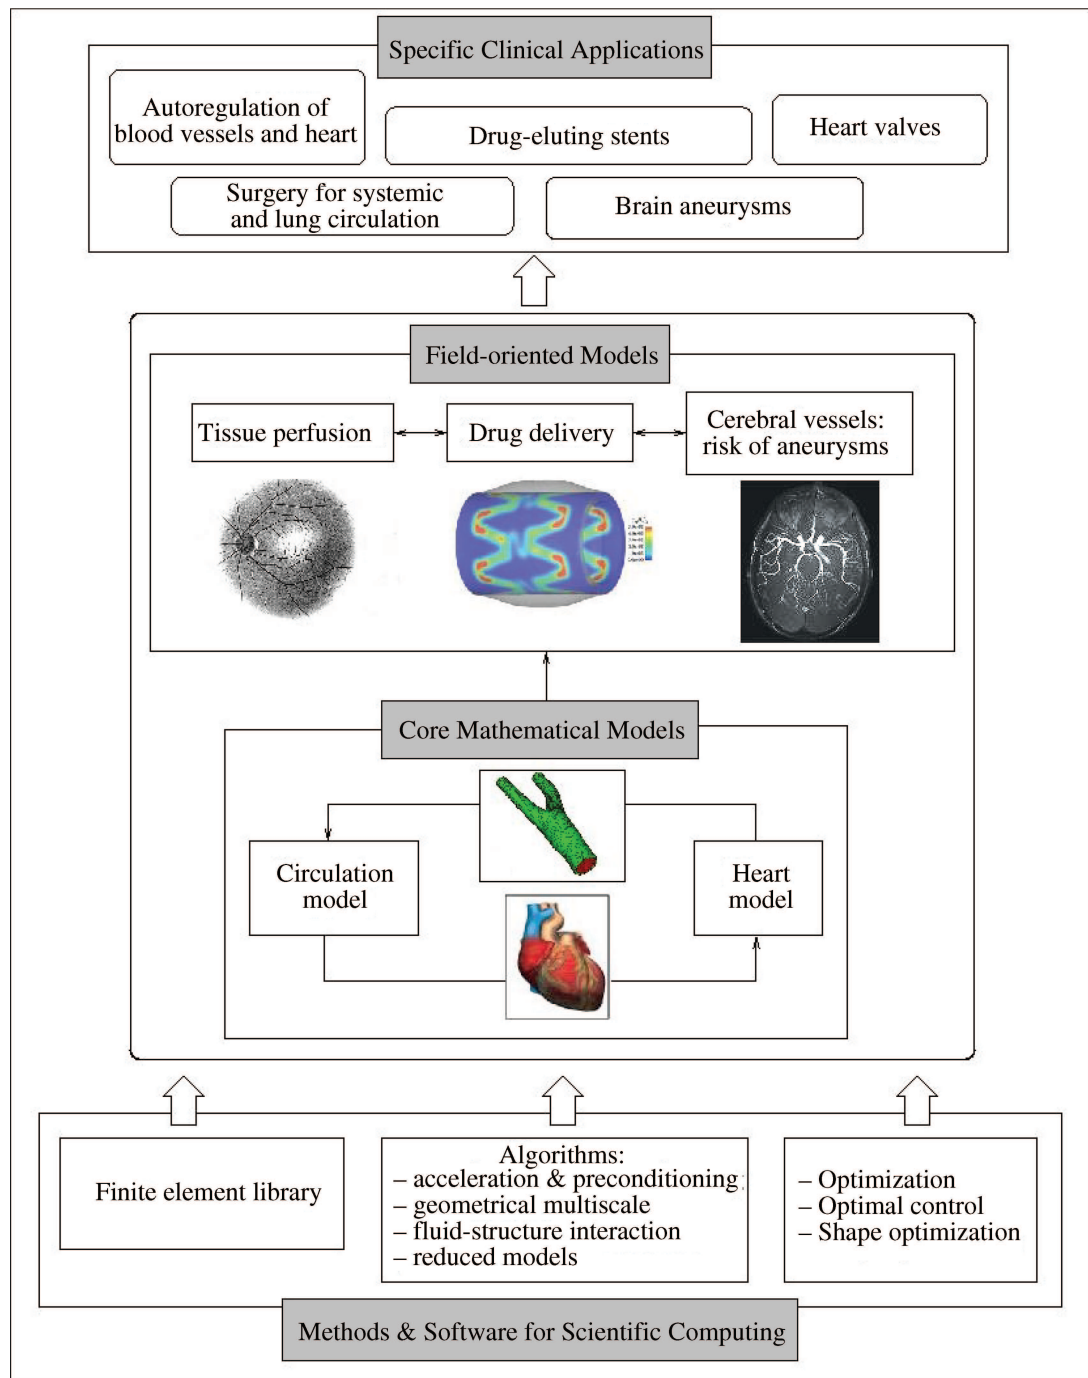 Specific Clinical Applications
Autoregulation of
blood vessels and heart
Drug-eluting stents
Heart valves
Surgery for systemic
and lung circulation
Brain aneurysms
Field-oriented Models
Tissue perfusion
Drug delivery
Cerebral vessels:
risk of aneurysms
Core Mathematical Models
Circulation
model
Heart
model
Finite element library
Algorithms:
– acceleration & preconditioning;
– geometrical multiscale
– fluid-structure interaction
– reduced models
– Optimization
– Optimal control
– Shape optimization
Methods & Software for Scientific Computing